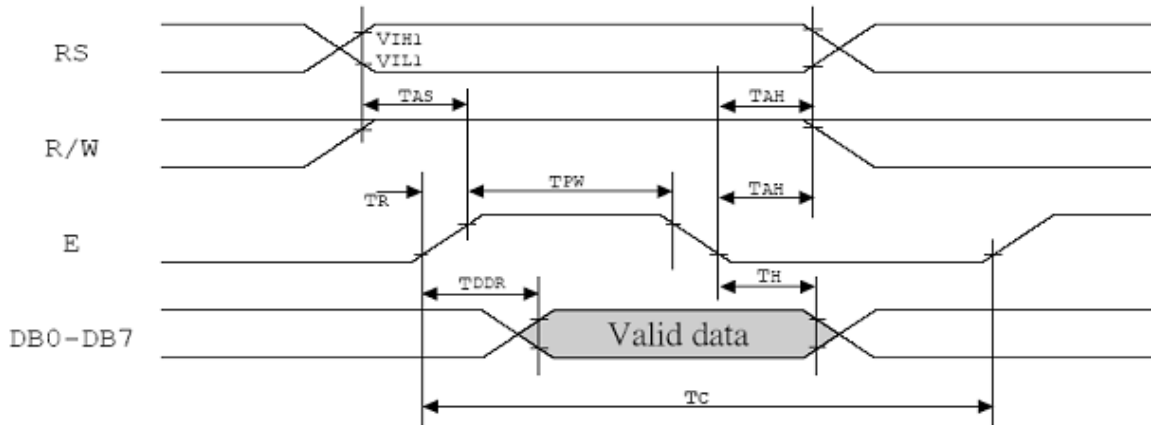 RS
VIH1
VIL1
TAS
TAH
R/W
TPW
TAH
TR
E
TDDR
TH
DB0-DB7
Valid data
TC